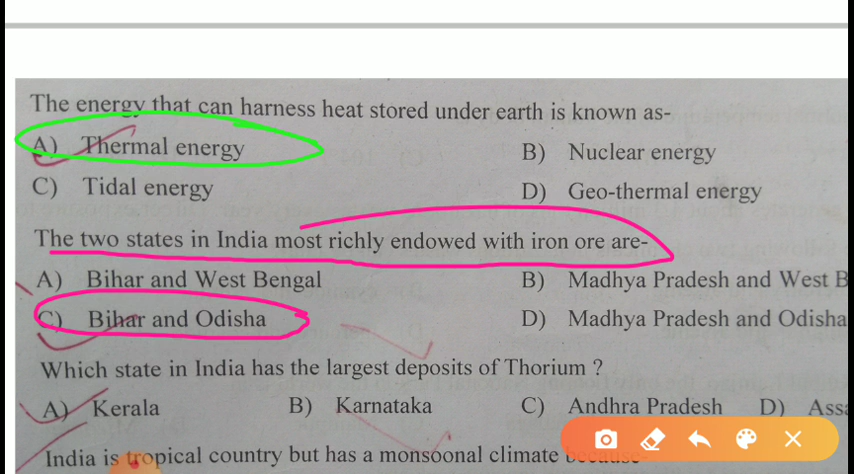 The energy that can harness heat stored under earth is known as-
A) Thermal energy B) Nuclear energy
C) Tidal energy D) Geo-thermal energy
The two states in India most richly endowed with iron ore are-
A) Bihar and West Bengal B) Madhya Pradesh and West B
C) Bihar and Odisha D) Madhya Pradesh and Odisha
Which state in India has the largest deposits of Thorium ?
A) Kerala B) Karnataka C) Andhra Pradesh D) Assa
India is tropical country but has a monsoonal climate because